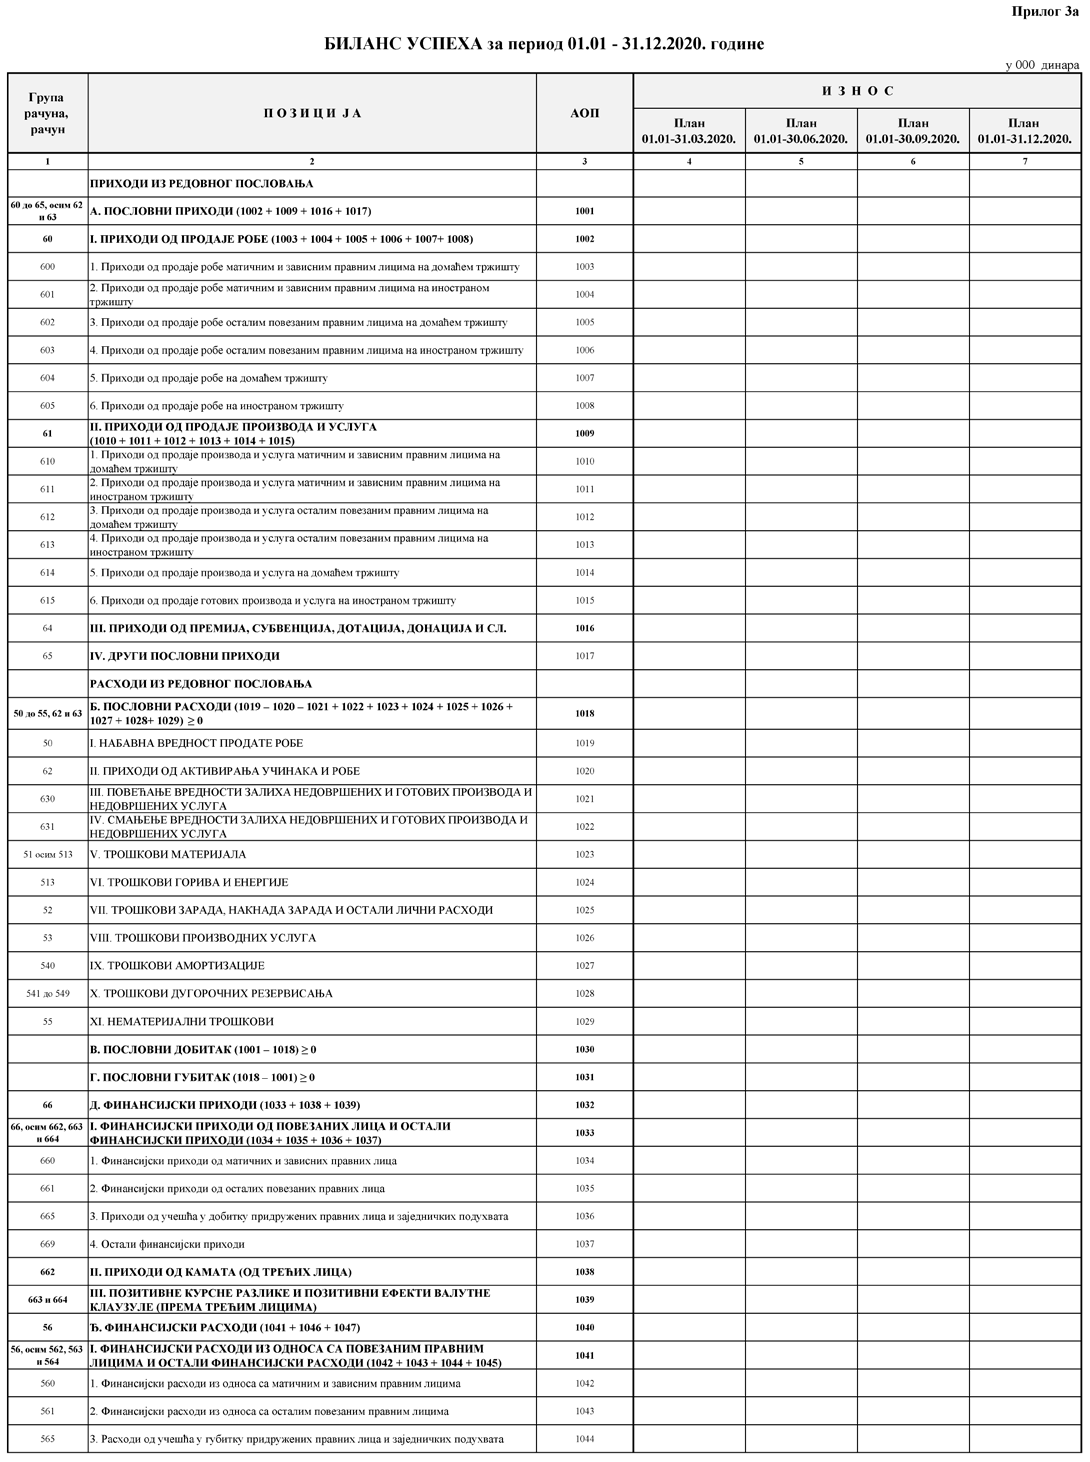 Прилог 3а
БИЛАНС УСПЕХА за период 01.01 - 31.12.2020. године
у 000 динара
Група рачуна, рачун | П О З И Ц И Ј А | АОП | И З Н О С
План 01.01-31.03.2020. | План 01.01-30.06.2020. | План 01.01-30.09.2020. | План 01.01-31.12.2020.
1 | 2 | 3 | 4 | 5 | 6 | 7
ПРИХОДИ ИЗ РЕДОВНОГ ПОСЛОВАЊА
60 до 65, осим 62 и 63 | А. ПОСЛОВНИ ПРИХОДИ (1002 + 1009 + 1016 + 1017) | 1001
60 | I. ПРИХОДИ ОД ПРОДАЈЕ РОБЕ (1003 + 1004 + 1005 + 1006 + 1007+ 1008) | 1002
600 | 1. Приходи од продаје робе матичним и зависним правним лицима на домаћем тржишту | 1003
601 | 2. Приходи од продаје робе матичним и зависним правним лицима на иностраном тржишту | 1004
602 | 3. Приходи од продаје робе осталим повезаним правним лицима на домаћем тржишту | 1005
603 | 4. Приходи од продаје робе осталим повезаним правним лицима на иностраном тржишту | 1006
604 | 5. Приходи од продаје робе на домаћем тржишту | 1007
605 | 6. Приходи од продаје робе на иностраном тржишту | 1008
61 | II. ПРИХОДИ ОД ПРОДАЈЕ ПРОИЗВОДА И УСЛУГА (1010 + 1011 + 1012 + 1013 + 1014 + 1015) | 1009
610 | 1. Приходи од продаје производа и услуга матичним и зависним правним лицима на домаћем тржишту | 1010
611 | 2. Приходи од продаје производа и услуга матичним и зависним правним лицима на иностраном тржишту | 1011
612 | 3. Приходи од продаје производа и услуга осталим повезаним правним лицима на домаћем тржишту | 1012
613 | 4. Приходи од продаје производа и услуга осталим повезаним правним лицима на иностраном тржишту | 1013
614 | 5. Приходи од продаје производа и услуга на домаћем тржишту | 1014
615 | 6. Приходи од продаје готових производа и услуга на иностраном тржишту | 1015
64 | III. ПРИХОДИ ОД ПРЕМИЈА, СУБВЕНЦИЈА, ДОТАЦИЈА, ДОНАЦИЈА И СЛ. | 1016
65 | IV. ДРУГИ ПОСЛОВНИ ПРИХОДИ | 1017
РАСХОДИ ИЗ РЕДОВНОГ ПОСЛОВАЊА
50 до 55, 62 и 63 | Б. ПОСЛОВНИ РАСХОДИ (1019 – 1020 – 1021 + 1022 + 1023 + 1024 + 1025 + 1026 + 1027 + 1028+ 1029) ≥ 0 | 1018
50 | I. НАБАВНА ВРЕДНОСТ ПРОДАТЕ РОБЕ | 1019
62 | II. ПРИХОДИ ОД АКТИВИРАЊА УЧИНАКА И РОБЕ | 1020
630 | III. ПОВЕЋАЊЕ ВРЕДНОСТИ ЗАЛИХА НЕДОВРШЕНИХ И ГОТОВИХ ПРОИЗВОДА И НЕДОВРШЕНИХ УСЛУГА | 1021
631 | IV. СМАЊЕЊЕ ВРЕДНОСТИ ЗАЛИХА НЕДОВРШЕНИХ И ГОТОВИХ ПРОИЗВОДА И НЕДОВРШЕНИХ УСЛУГА | 1022
51 осим 513 | V. ТРОШКОВИ МАТЕРИЈАЛА | 1023
513 | VI. ТРОШКОВИ ГОРИВА И ЕНЕРГИЈЕ | 1024
52 | VII. ТРОШКОВИ ЗАРАДА, НАКНАДА ЗАРАДА И ОСТАЛИ ЛИЧНИ РАСХОДИ | 1025
53 | VIII. ТРОШКОВИ ПРОИЗВОДНИХ УСЛУГА | 1026
540 | IX. ТРОШКОВИ АМОРТИЗАЦИЈЕ | 1027
541 до 549 | X. ТРОШКОВИ ДУГОРОЧНИХ РЕЗЕРВИСАЊА | 1028
55 | XI. НЕМАТЕРИЈАЛНИ ТРОШКОВИ | 1029
В. ПОСЛОВНИ ДОБИТАК (1001 – 1018) ≥ 0 | 1030
Г. ПОСЛОВНИ ГУБИТАК (1018 – 1001) ≥ 0 | 1031
66 | Д. ФИНАНСИЈСКИ ПРИХОДИ (1033 + 1038 + 1039) | 1032
66, осим 662, 663 и 664 | I. ФИНАНСИЈСКИ ПРИХОДИ ОД ПОВЕЗАНИХ ЛИЦА И ОСТАЛИ ФИНАНСИЈСКИ ПРИХОДИ (1034 + 1035 + 1036 + 1037) | 1033
660 | 1. Финансијски приходи од матичних и зависних правних лица | 1034
661 | 2. Финансијски приходи од осталих повезаних правних лица | 1035
665 | 3. Приходи од учешћа у добитку придружених правних лица и заједничких подухвата | 1036
669 | 4. Остали финансијски приходи | 1037
662 | II. ПРИХОДИ ОД КАМАТА (ОД ТРЕЋИХ ЛИЦА) | 1038
663 и 664 | III. ПОЗИТИВНЕ КУРСНЕ РАЗЛИКЕ И ПОЗИТИВНИ ЕФЕКТИ ВАЛУТНЕ КЛАУЗУЛЕ (ПРЕМА ТРЕЋИМ ЛИЦИМА) | 1039
56 | Ђ. ФИНАНСИЈСКИ РАСХОДИ (1041 + 1046 + 1047) | 1040
56, осим 562, 563 и 564 | I. ФИНАНСИЈСКИ РАСХОДИ ИЗ ОДНОСА СА ПОВЕЗАНИМ ПРАВНИМ ЛИЦИМА И ОСТАЛИ ФИНАНСИЈСКИ РАСХОДИ (1042 + 1043 + 1044 + 1045) | 1041
560 | 1. Финансијски расходи из односа са матичним и зависним правним лицима | 1042
561 | 2. Финансијски расходи из односа са осталим повезаним правним лицима | 1043
565 | 3. Расходи од учешћа у губитку придружених правних лица и заједничких подухвата | 1044